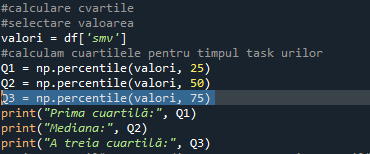 #calculare cvartile
#selectare valoarea
valori = df['smv']
#calculam cuartilele pentru timpul task urilor
Q1 = np.percentile(valori, 25)
Q2 = np.percentile(valori, 50)
Q3 = np.percentile(valori, 75)
print("Prima cuartilă:", Q1)
print("Mediana:", Q2)
print("A treia cuartilă:", Q3)